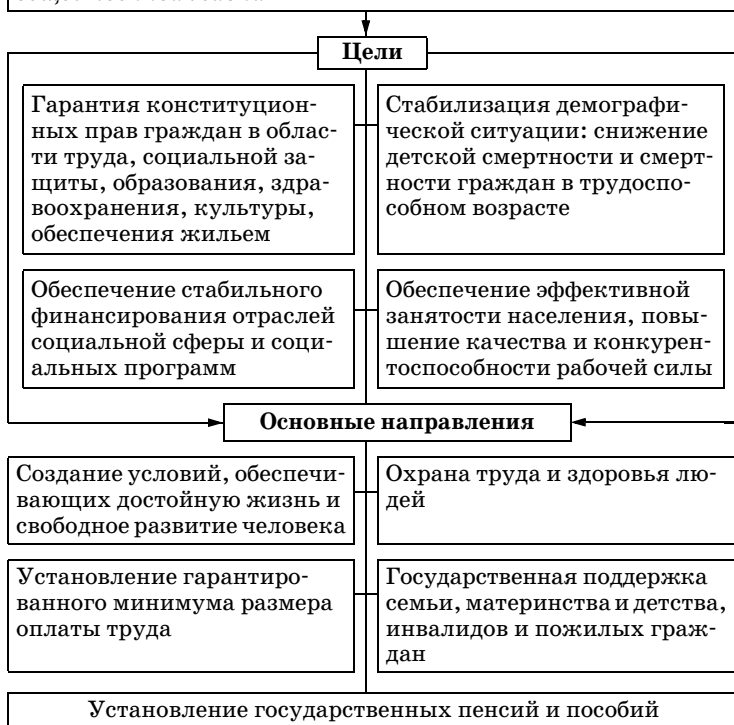 Цели
Гарантия конституцион-
ных прав граждан в облас-
ти труда, социальной за-
щиты, образования, здра-
воохранения, культуры,
обеспечения жильем
Стабилизация демографи-
ческой ситуации: снижение
детской смертности и смерт-
ности граждан в трудоспо-
собном возрасте
Обеспечение стабильного
финансирования отраслей
социальной сферы и соци-
альных программ
Обеспечение эффективной
занятости населения, повы-
шение качества и конкурен-
тоспособности рабочей силы
Основные направления
Создание условий, обеспечи-
вающих достойную жизнь и
свободное развитие человека
Охрана труда и здоровья лю-
дей
Установление гарантиро-
ванного минимума размера
оплаты труда
Государственная поддержка
семьи, материнства и детства,
инвалидов и пожилых граж-
дан
Установление государственных пенсий и пособий